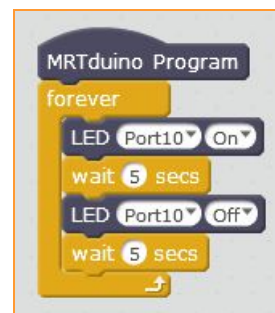 MRTduino Program
forever
LED Port10 On
wait 5 secs
LED Port10 Off
wait 5 secs